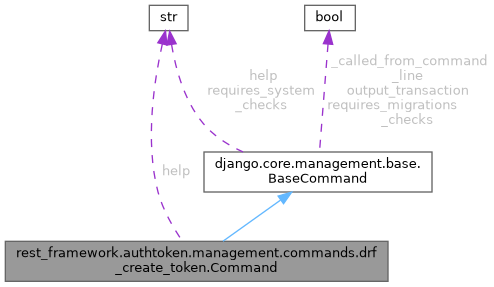 str
bool
_called_from_command
_line
output_transaction
requires_migrations
_checks
help
requires_system
_checks
django.core.management.base.
BaseCommand
help
rest_framework.authtoken.management.commands.drf
_create_token.Command